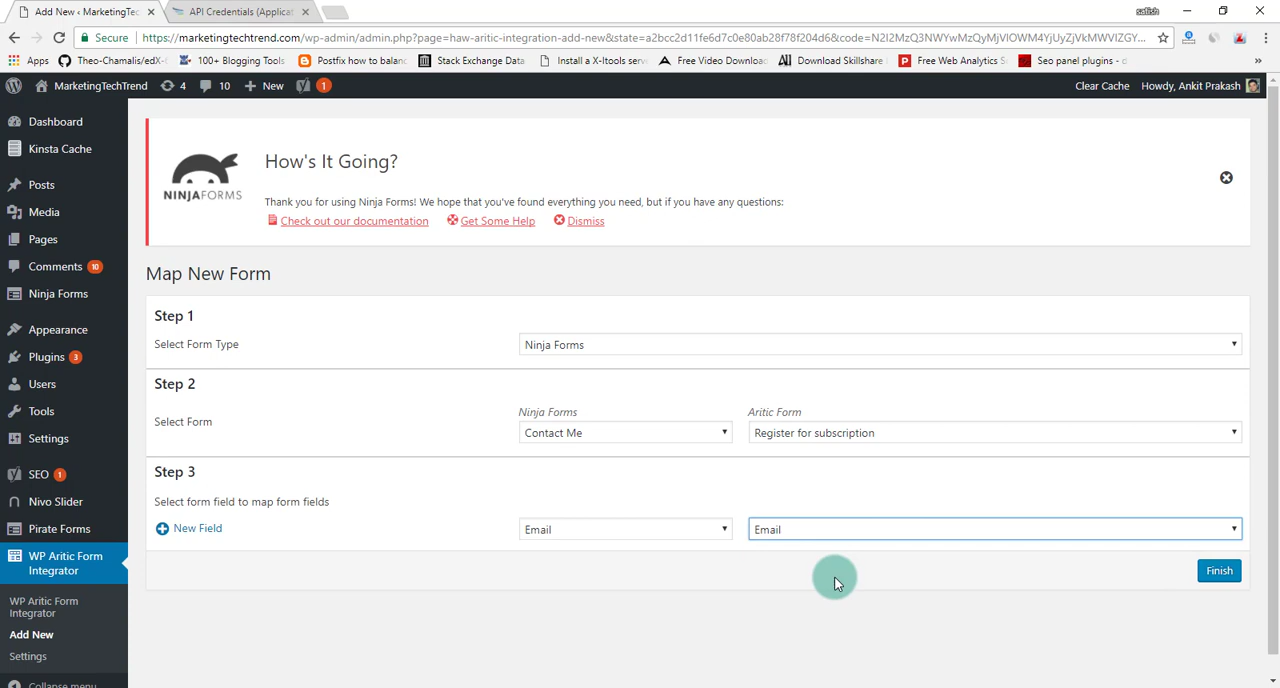 Add New ‹ MarketingTec
API Credentials (Applicat
satish
Secure
https://marketingtechtrend.com/wp-admin/admin.php?page=haw-aritic-integration-add-new&state=a2bcc2d11fe6d7c0e80ab28f78f204d6&code=N2I2MzQ3NWYwMzQyMjVlOWM4YjUyZjVkMWVlZGY...
Apps
Theo-Chamalis/edX-
100+ Blogging Tools
Postfix how to balanc
Stack Exchange Data
Install a X-Itools serv
Free Video Download
Download Skillshare
Free Web Analytics S
Seo panel plugins - d
»
MarketingTechTrend
4
10
New
1
Clear Cache
Howdy, Ankit Prakash
Dashboard
Kinsta Cache
Posts
Media
Pages
Comments 10
Ninja Forms
Appearance
Plugins 3
Users
Tools
Settings
SEO 1
Nivo Slider
Pirate Forms
WP Aritic Form
Integrator
WP Aritic Form
Integrator
Add New
Settings
Collapse menu
NINJAFORMS
How's It Going?
Thank you for using Ninja Forms! We hope that you've found everything you need, but if you have any questions:
Check out our documentation
Get Some Help
Dismiss
Map New Form
Step 1
Select Form Type
Ninja Forms
Step 2
Ninja Forms
Aritic Form
Select Form
Contact Me
Register for subscription
Step 3
Select form field to map form fields
New Field
Email
Email
Finish